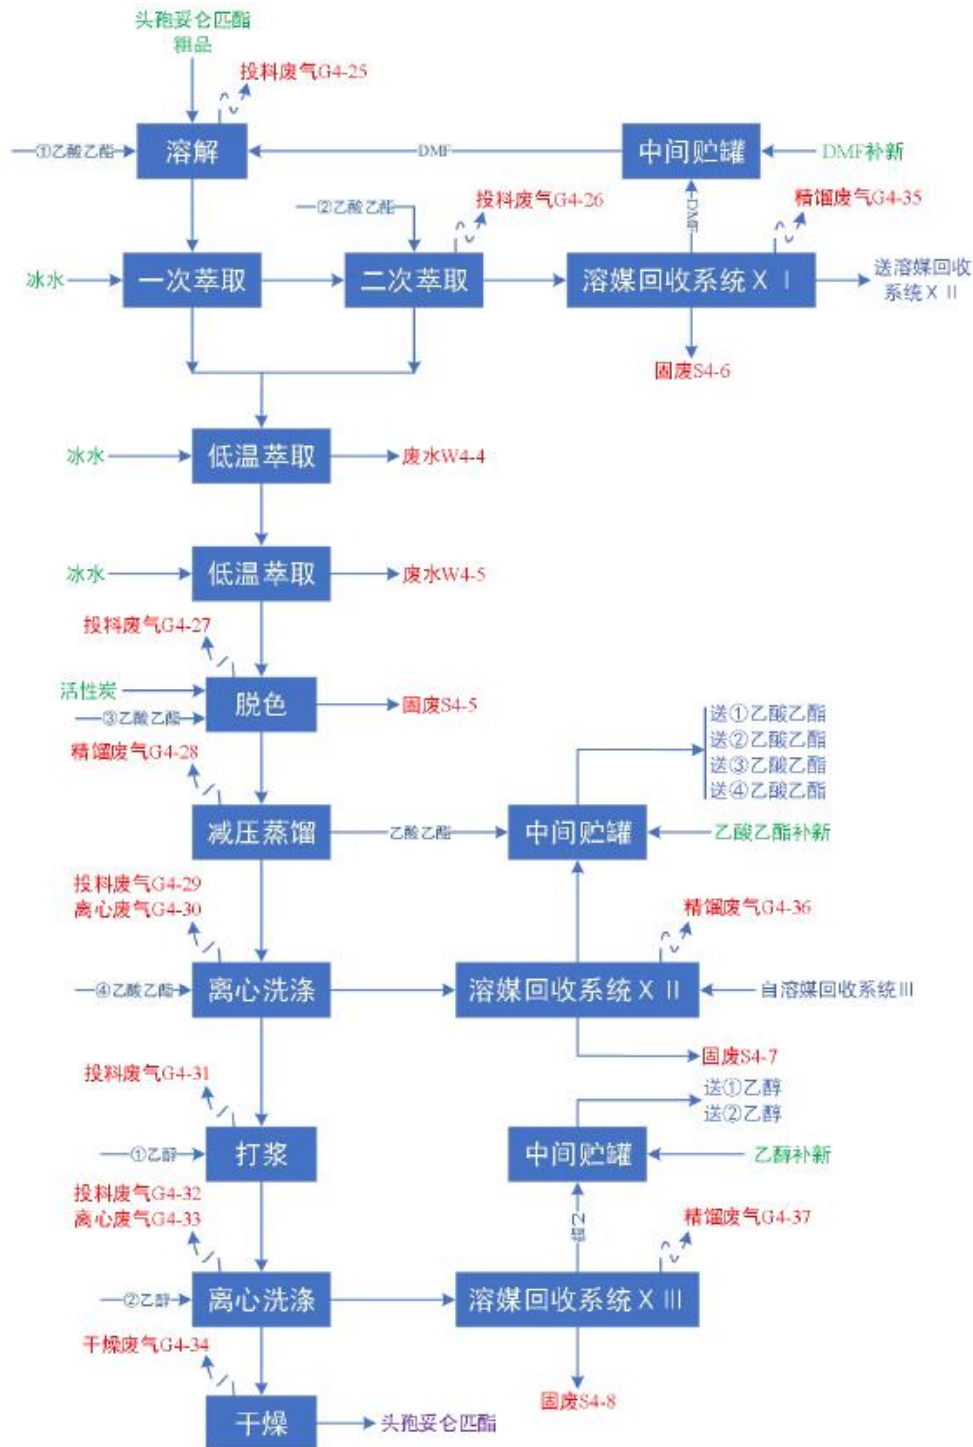 头孢妥仑匹酯
粗品
投料废气G4-25
①乙酸乙酯
溶解
DMF
中间贮罐
DMF补新
②乙酸乙酯
投料废气G4-26
DMF
精馏废气G4-35
冰水
一次萃取
二次萃取
溶媒回收系统ⅩⅠ
送溶媒回收
系统ⅩⅡ
固废S4-6
冰水
低温萃取
废水W4-4
冰水
低温萃取
废水W4-5
投料废气G4-27
活性炭
③乙酸乙酯
脱色
固废S4-5
精馏废气G4-28
送①乙酸乙酯
送②乙酸乙酯
送③乙酸乙酯
送④乙酸乙酯
减压蒸馏
乙酸乙酯
中间贮罐
乙酸乙酯补新
投料废气G4-29
离心废气G4-30
精馏废气G4-36
④乙酸乙酯
离心洗涤
溶媒回收系统ⅩⅡ
自溶媒回收系统Ⅲ
固废S4-7
投料废气G4-31
送①乙醇
送②乙醇
①乙醇
打浆
中间贮罐
乙醇补新
投料废气G4-32
离心废气G4-33
乙醇
精馏废气G4-37
②乙醇
离心洗涤
溶媒回收系统ⅩⅢ
干燥废气G4-34
固废S4-8
干燥
头孢妥仑匹酯